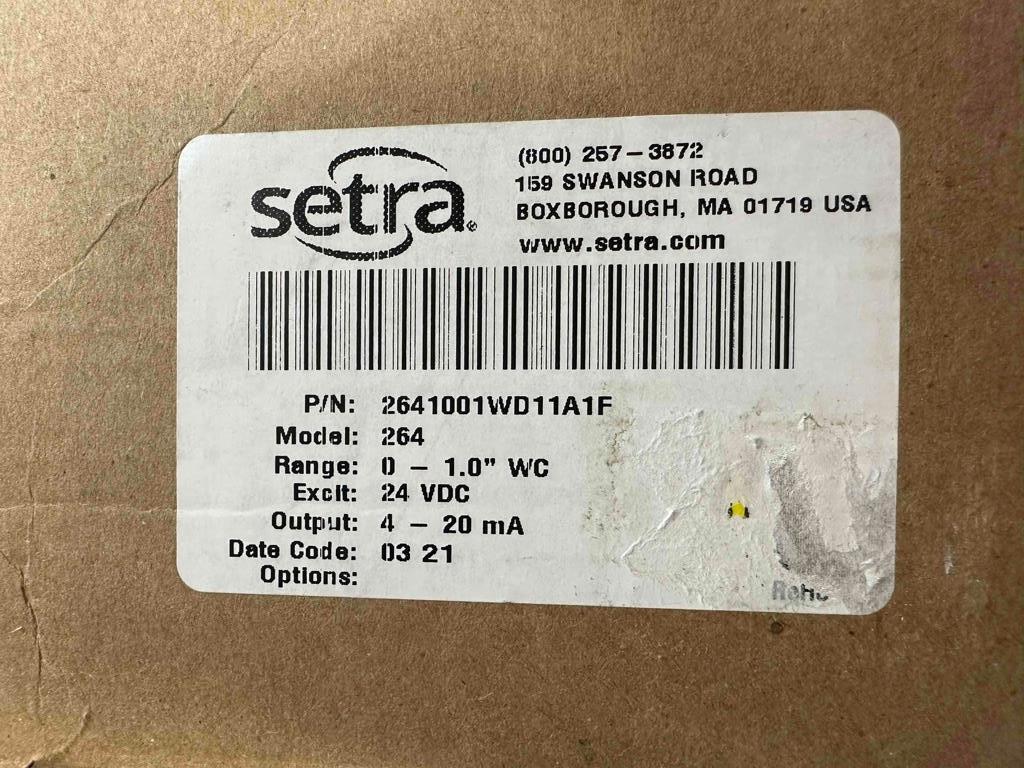 setra®
(800) 257-3872
159 SWANSON ROAD
BOXBOROUGH, MA 01719 USA
www.setra.com
P/N: 2641001WD11A1F
Model: 264
Range: 0 - 1.0" WC
Excit: 24 VDC
Output: 4 - 20 mA
Date Code: 03 21
Options: